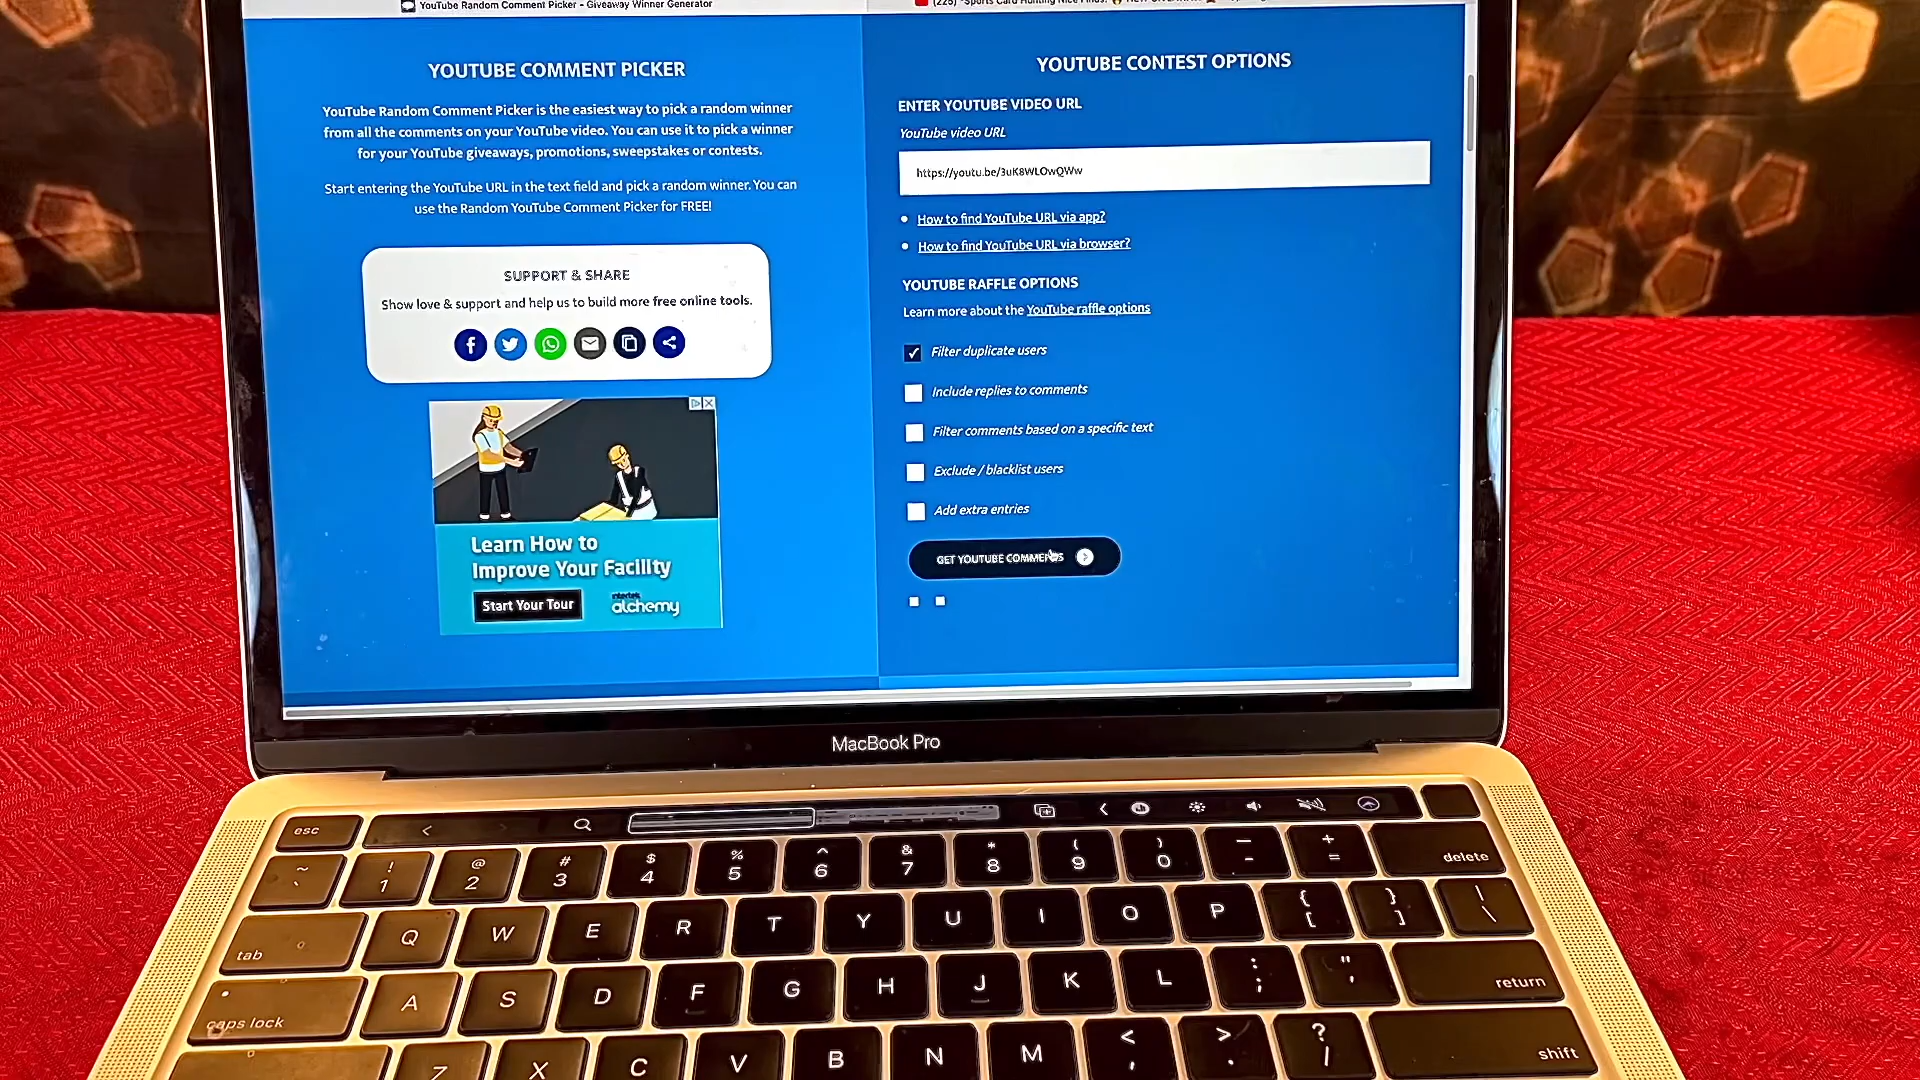 YouTube Random Comment Picker - Giveaway Winner Generator
YOUTUBE COMMENT PICKER
YouTube Random Comment Picker is the easiest way to pick a random winner
from all the comments on your YouTube video. You can use it to pick a winner
for your YouTube giveaways, promotions, sweepstakes or contests.
Start entering the YouTube URL in the text field and pick a random winner. You can
use the Random YouTube Comment Picker for FREE!
SUPPORT & SHARE
Show love & support and help us to build more free online tools.
Learn How to
Improve Your Facility
Start Your Tour
intertek
alchemy
YOUTUBE CONTEST OPTIONS
ENTER YOUTUBE VIDEO URL
YouTube video URL
https://youtu.be/3uK8WLOwQWw
How to find YouTube URL via app?
How to find YouTube URL via browser?
YOUTUBE RAFFLE OPTIONS
Learn more about the YouTube raffle options
Filter duplicate users
Include replies to comments
Filter comments based on a specific text
Exclude / blacklist users
Add extra entries
GET YOUTUBE COMMENTS
MacBook Pro
esc
~ ! @ # $ % ^ & * ( ) — +
` 1 2 3 4 5 6 7 8 9 0 - = delete
tab Q W E R T Y U I O P { [ } ] | \
caps lock A S D F G H J K L : ; " ' return
Z X C V B N M < , > . ? / shift